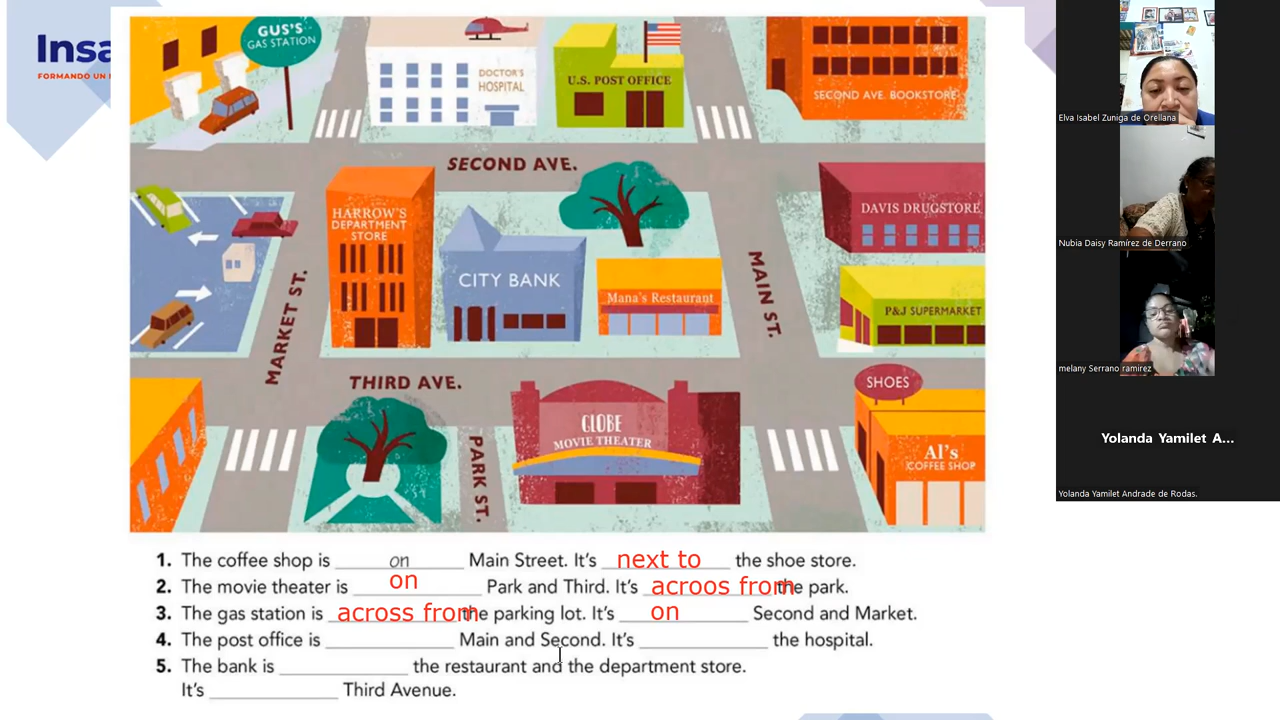 Insa
FORMANDO UN
GUS'S
GAS STATION
DOCTOR'S
HOSPITAL
U.S. POST OFFICE
SECOND AVE. BOOKSTORE
SECOND AVE.
HARROW'S
DEPARTMENT
STORE
CITY BANK
Mana's Restaurant
DAVIS DRUGSTORE
P&J SUPERMARKET
MARKET ST.
MAIN ST.
THIRD AVE.
PARK ST.
GLOBE
MOVIE THEATER
SHOES
Al's
COFFEE SHOP
1. The coffee shop is on Main Street. It's next to the shoe store.
2. The movie theater is on Park and Third. It's acroos from the park.
3. The gas station is across from the parking lot. It's on Second and Market.
4. The post office is ____ Main and Second. It's ____ the hospital.
5. The bank is ____ the restaurant and the department store.
It's ____ Third Avenue.
Elva Isabel Zuniga de Orellana
Nubia Daisy Ramírez de Derrano
melany Serrano ramirez
Yolanda Yamilet A...
Yolanda Yamilet Andrade de Rodas.